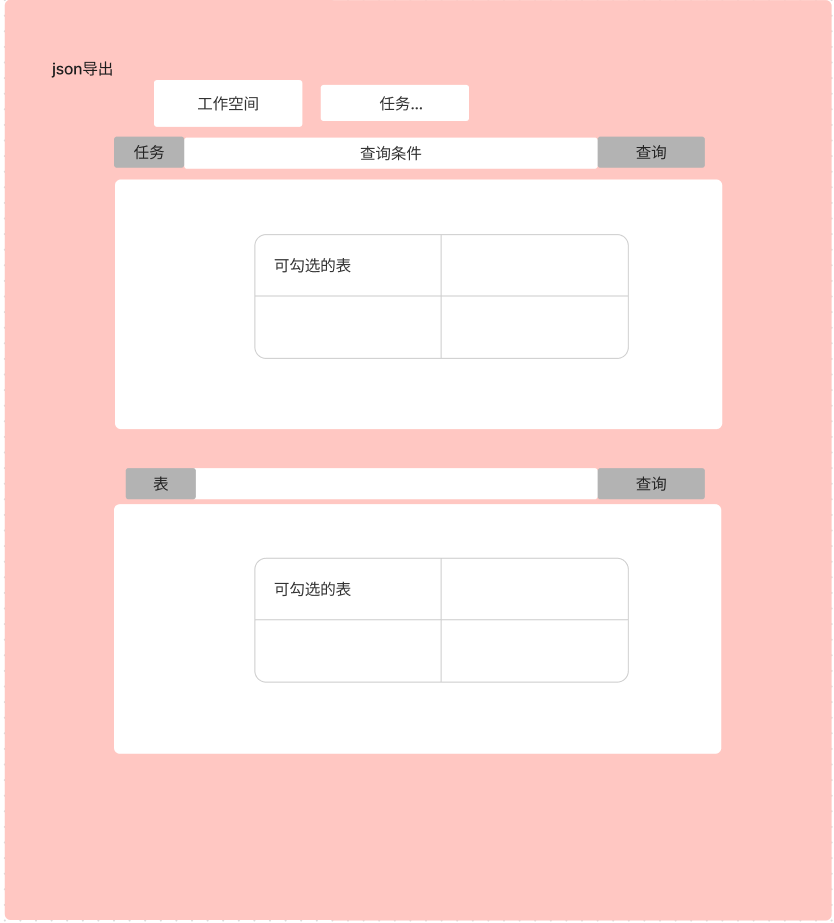 json导出
工作空间
任务...
任务
查询条件
查询
可勾选的表
表
查询
可勾选的表